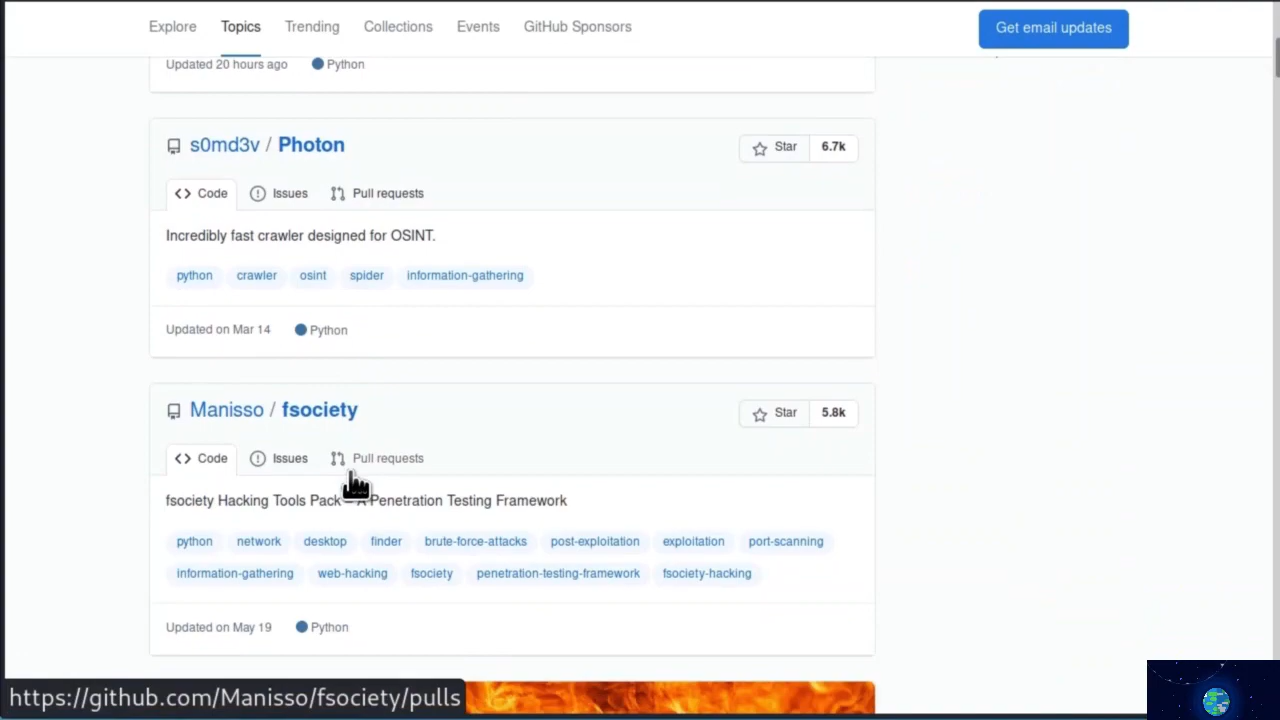 Explore Topics Trending Collections Events GitHub Sponsors Get email updates
Updated 20 hours ago Python
s0md3v / Photon Star 6.7k
Code Issues Pull requests
Incredibly fast crawler designed for OSINT.
python crawler osint spider information-gathering
Updated on Mar 14 Python
Manisso / fsociety Star 5.8k
Code Issues Pull requests
fsociety Hacking Tools Pack – A Penetration Testing Framework
python network desktop finder brute-force-attacks post-exploitation exploitation port-scanning
information-gathering web-hacking fsociety penetration-testing-framework fsociety-hacking
Updated on May 19 Python
https://github.com/Manisso/fsociety/pulls